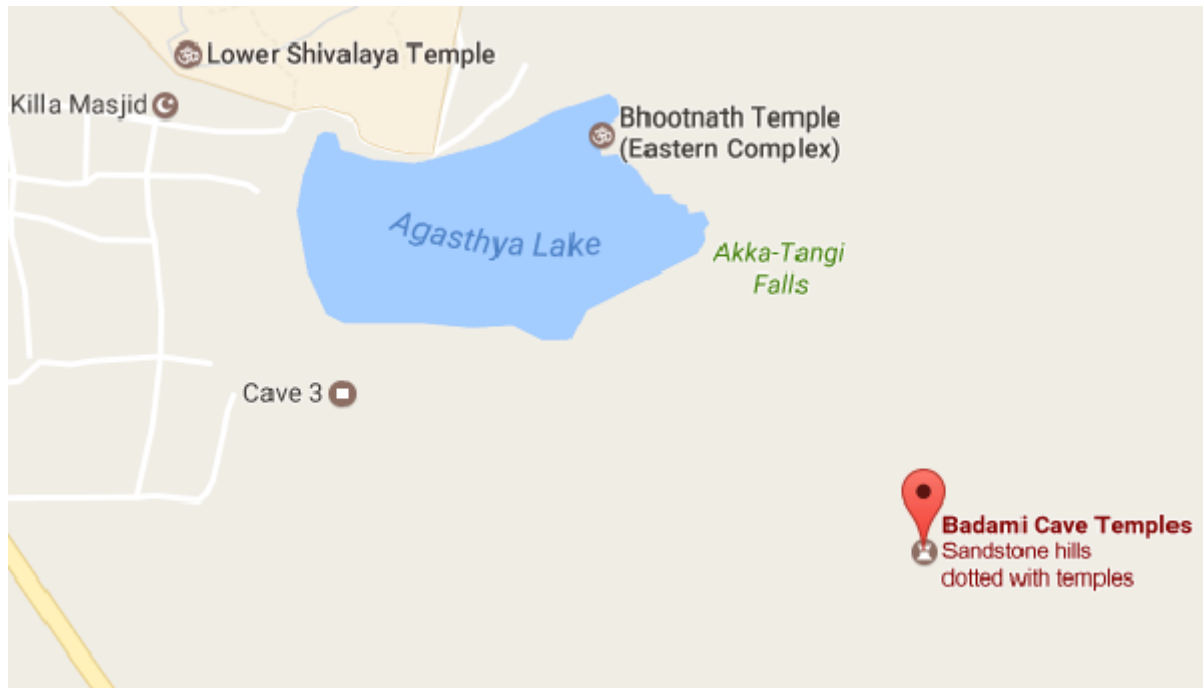 Lower Shivalaya Temple
Killa Masjid
Bhootnath Temple
(Eastern Complex)
Agasthya Lake
Akka-Tangi
Falls
Cave 3
Badami Cave Temples
Sandstone hills
dotted with temples